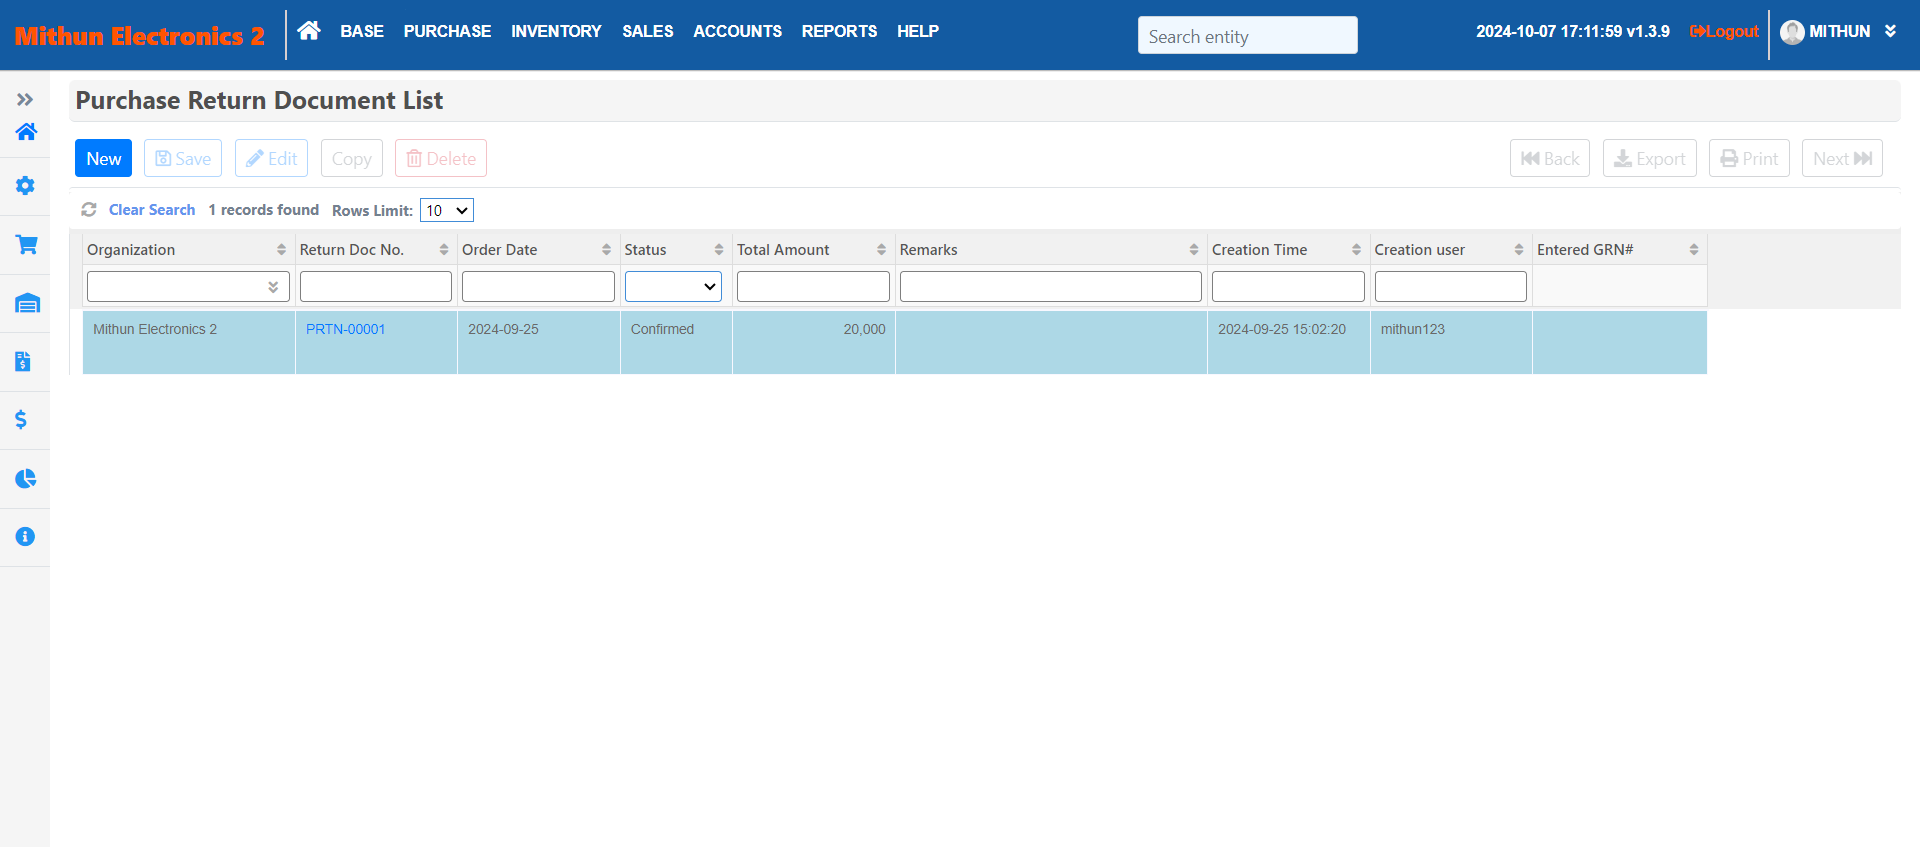 Mithun Electronics 2
BASE PURCHASE INVENTORY SALES ACCOUNTS REPORTS HELP
Search entity
2024-10-07 17:11:59 v1.3.9
Logout
MITHUN
Purchase Return Document List
New Save Edit Copy Delete
Back Export Print Next
Clear Search 1 records found Rows Limit: 10
Organization Return Doc No. Order Date Status Total Amount Remarks Creation Time Creation user Entered GRN#
Mithun Electronics 2 PRTN-00001 2024-09-25 Confirmed 20,000 2024-09-25 15:02:20 mithun123